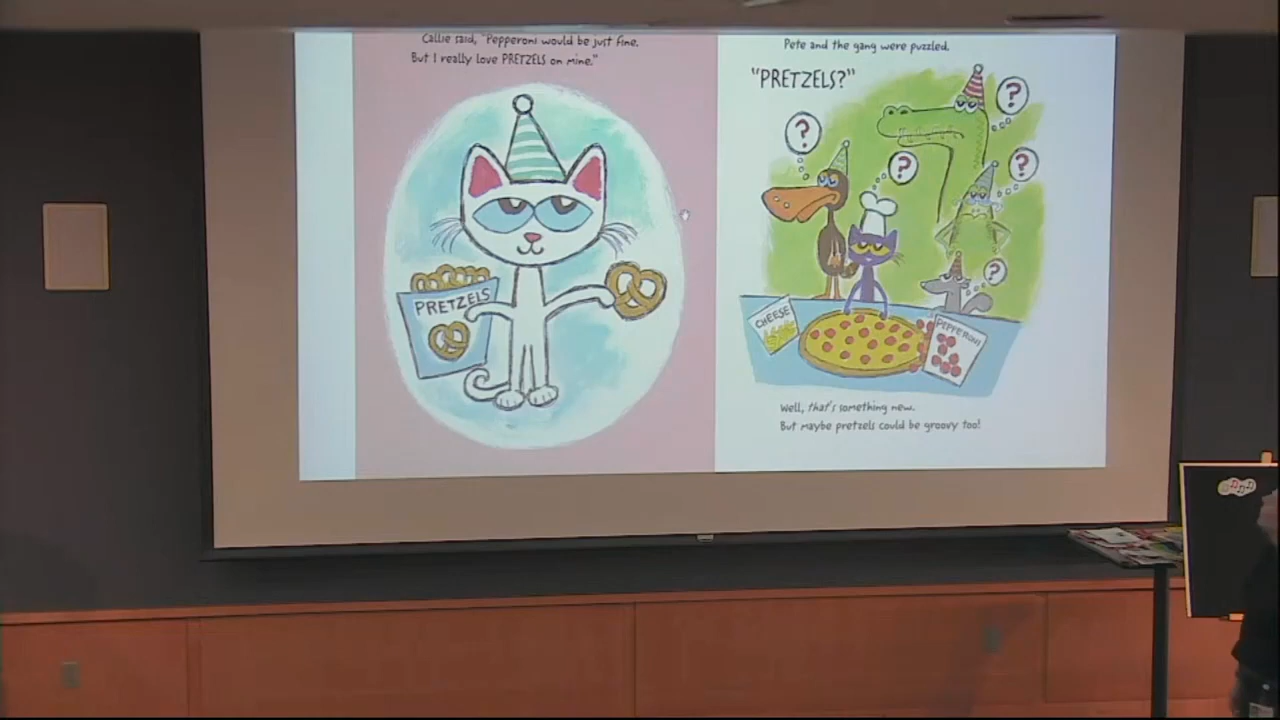 Callie said, "Pepperoni would be just fine.
But I really love PRETZELS on mine."
PRETZELS
Pete and the gang were puzzled.
"PRETZELS?"
?
?
?
?
?
CHEESE
PEPPERONI
Well, that's something new.
But maybe pretzels could be groovy too!